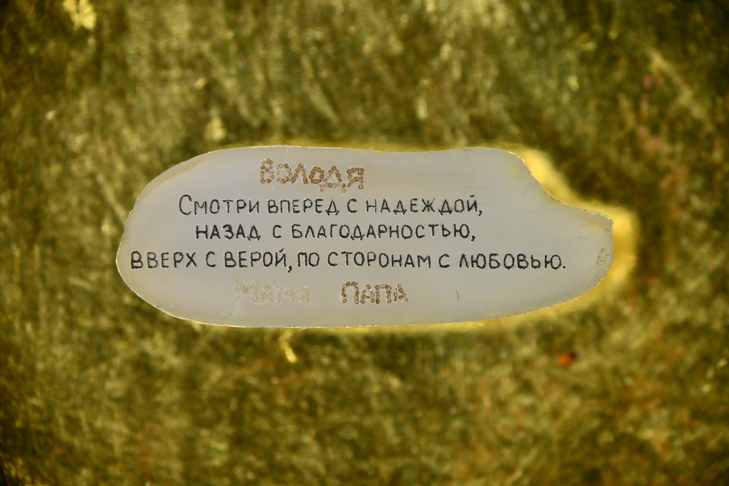 Володя
Смотри вперед с надеждой,
назад с благодарностью,
вверх с верой, по сторонам с любовью.
Мама Папа